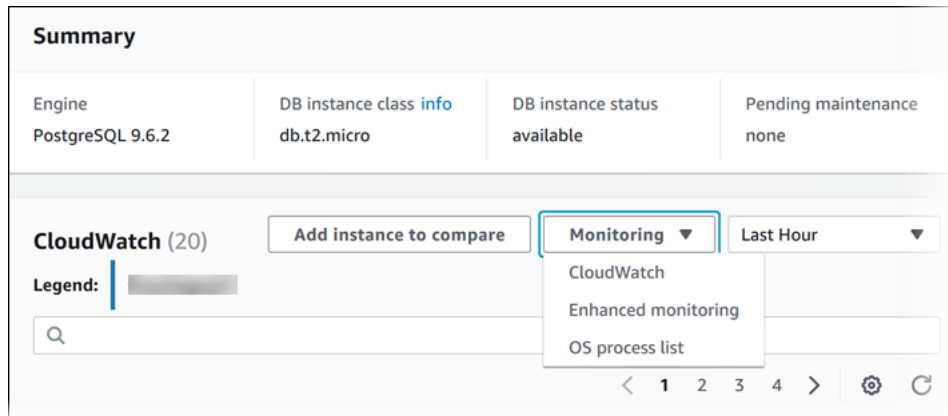 Summary
Engine
PostgreSQL 9.6.2
DB instance class info
db.t2.micro
DB instance status
available
Pending maintenance
none
CloudWatch (20)
Add instance to compare
Monitoring
Last Hour
Legend:
CloudWatch
Enhanced monitoring
OS process list
1 2 3 4